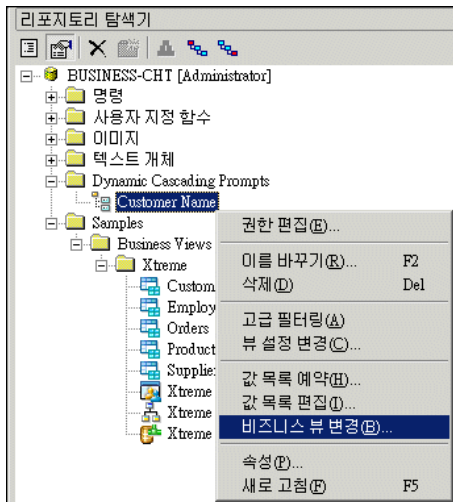 리포지토리 탐색기
BUSINESS-CHT [Administrator]
명령
사용자 지정 함수
이미지
텍스트 개체
Dynamic Cascading Prompts
Customer Name
Samples
Business Views
Xtreme
Custom
Employ
Orders
Product
Supplie
Xtreme
Xtreme
Xtreme
권한 편집(E)...
이름 바꾸기(R)... F2
삭제(D) Del
고급 필터링(A)
뷰 설정 변경(C)...
값 목록 예약(H)...
값 목록 편집(I)...
비즈니스 뷰 변경(B)...
속성(P)...
새로 고침(F) F5